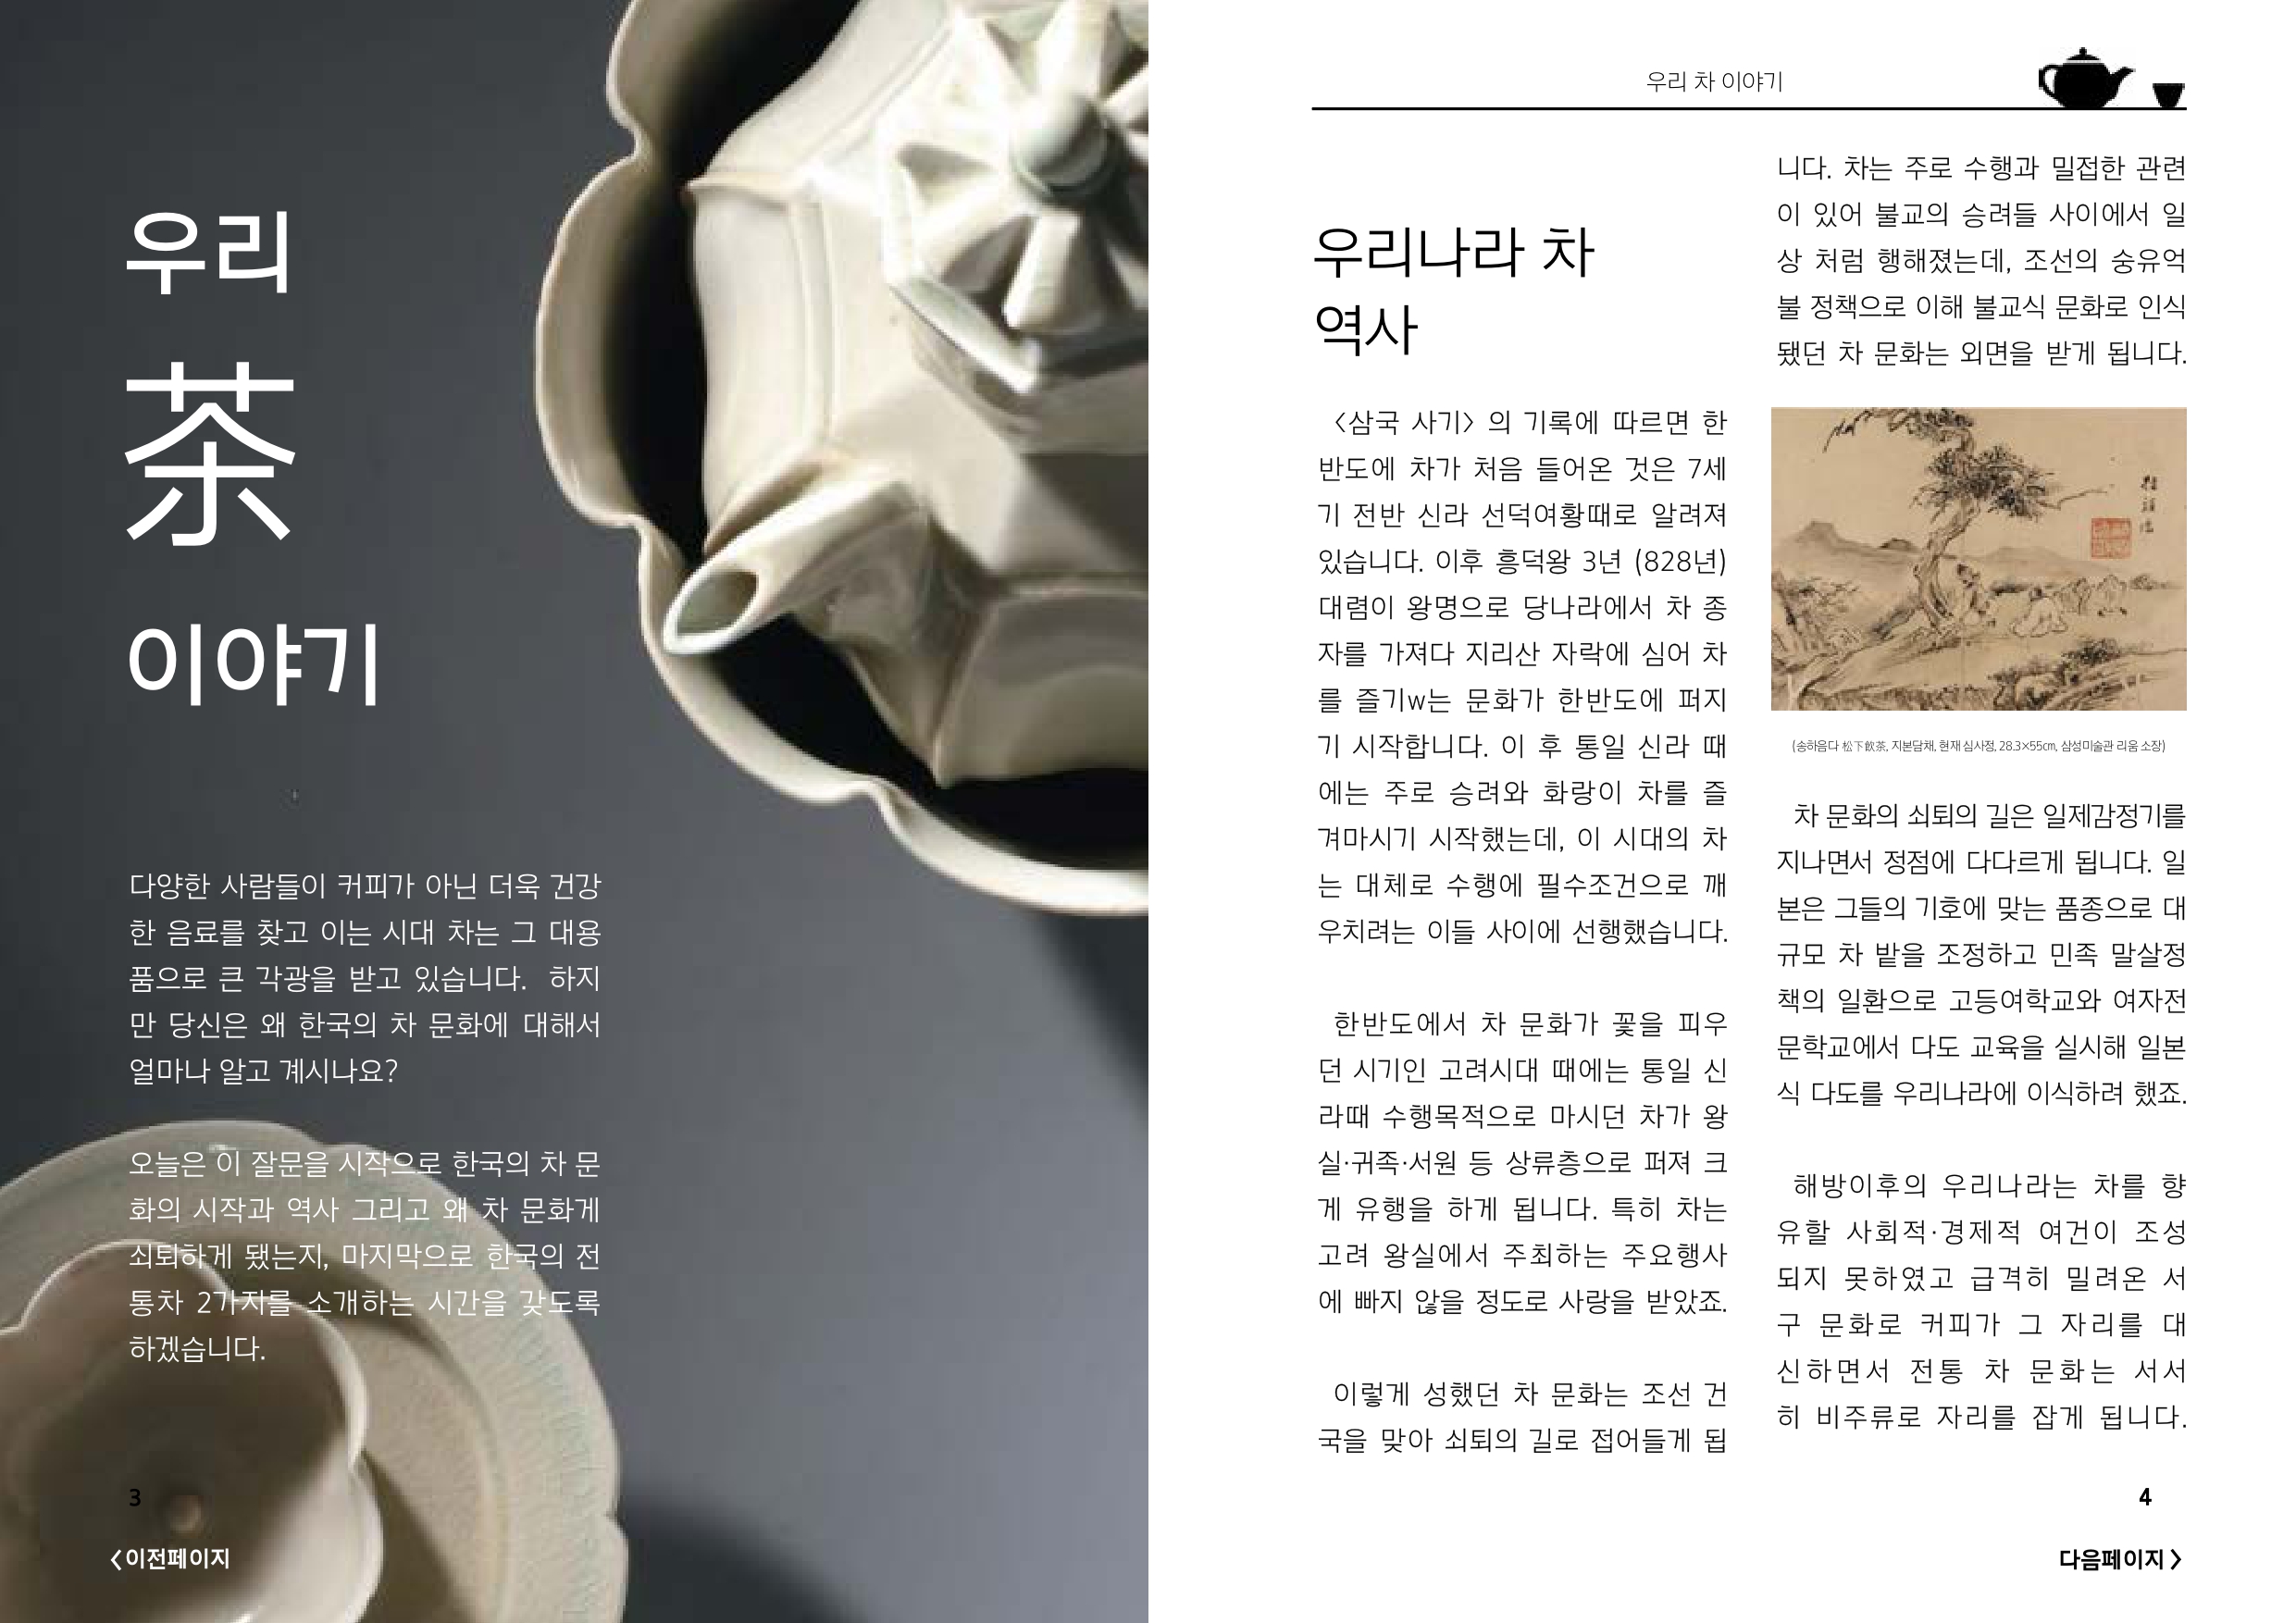 우리
茶
이야기
다양한 사람들이 커피가 아닌 더욱 건강
한 음료를 찾고 이는 시대 차는 그 대용
품으로 큰 각광을 받고 있습니다. 하지
만 당신은 왜 한국의 차 문화에 대해서
얼마나 알고 계시나요?
오늘은 이 잘문을 시작으로 한국의 차 문
화의 시작과 역사 그리고 왜 차 문화게
쇠퇴하게 됐는지, 마지막으로 한국의 전
통차 2가지를 소개하는 시간을 갖도록
하겠습니다.
3
<이전페이지
우리 차 이야기
우리나라 차
역사
<삼국 사기> 의 기록에 따르면 한
반도에 차가 처음 들어온 것은 7세
기 전반 신라 선덕여황때로 알려져
있습니다. 이후 흥덕왕 3년 (828년)
대렴이 왕명으로 당나라에서 차 종
자를 가져다 지리산 자락에 심어 차
를 즐기w는 문화가 한반도에 퍼지
기 시작합니다. 이 후 통일 신라 때
에는 주로 승려와 화랑이 차를 즐
겨마시기 시작했는데, 이 시대의 차
는 대체로 수행에 필수조건으로 깨
우치려는 이들 사이에 선행했습니다.
한반도에서 차 문화가 꽃을 피우
던 시기인 고려시대 때에는 통일 신
라때 수행목적으로 마시던 차가 왕
실·귀족·서원 등 상류층으로 퍼져 크
게 유행을 하게 됩니다. 특히 차는
고려 왕실에서 주최하는 주요행사
에 빠지 않을 정도로 사랑을 받았죠.
이렇게 성했던 차 문화는 조선 건
국을 맞아 쇠퇴의 길로 접어들게 됩
니다. 차는 주로 수행과 밀접한 관련
이 있어 불교의 승려들 사이에서 일
상 처럼 행해졌는데, 조선의 숭유억
불 정책으로 이해 불교식 문화로 인식
됐던 차 문화는 외면을 받게 됩니다.
(송하음다 松下飮茶, 지본담채, 현재 심사정, 28.3×55cm, 삼성미술관 리움 소장)
차 문화의 쇠퇴의 길은 일제감정기를
지나면서 정점에 다다르게 됩니다. 일
본은 그들의 기호에 맞는 품종으로 대
규모 차 밭을 조정하고 민족 말살정
책의 일환으로 고등여학교와 여자전
문학교에서 다도 교육을 실시해 일본
식 다도를 우리나라에 이식하려 했죠.
해방이후의 우리나라는 차를 향
유할 사회적·경제적 여건이 조성
되지 못하였고 급격히 밀려온 서
구 문화로 커피가 그 자리를 대
신하면서 전통 차 문화는 서서
히 비주류로 자리를 잡게 됩니다.
4
다음페이지>